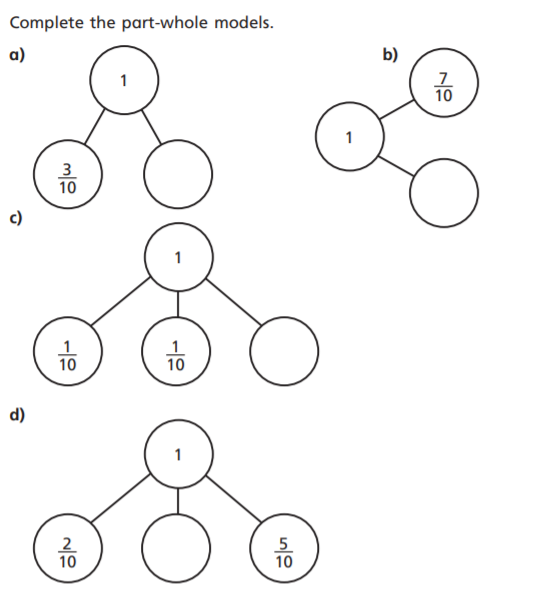 Complete the part-whole models.
a)
1
3/10
b)
7/10
1
c)
1
1/10 1/10
d)
1
2/10 5/10